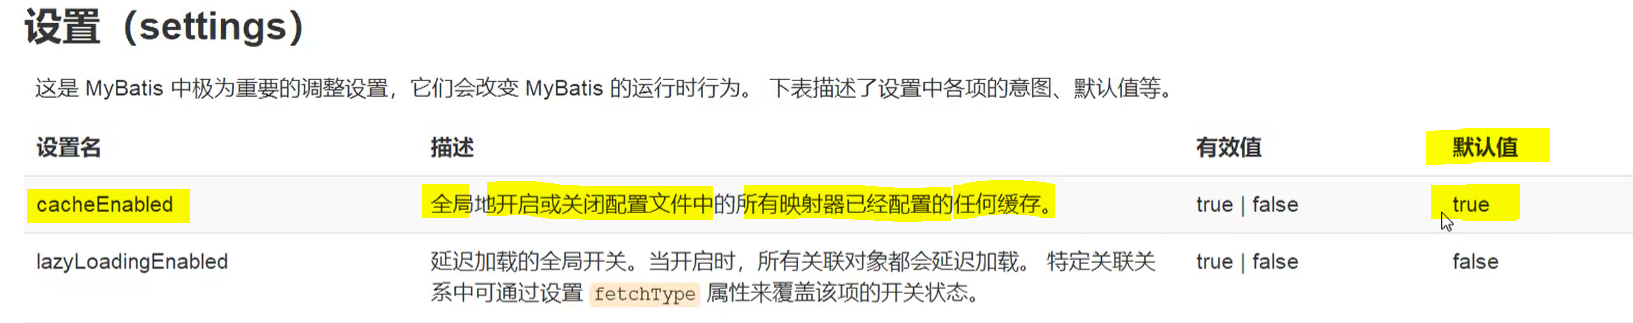 设置（settings）
这是 MyBatis 中极为重要的调整设置，它们会改变 MyBatis 的运行时行为。 下表描述了设置中各项的意图、默认值等。
设置名 描述 有效值 默认值
cacheEnabled 全局地开启或关闭配置文件中的所有映射器已经配置的任何缓存。 true | false true
lazyLoadingEnabled 延迟加载的全局开关。当开启时，所有关联对象都会延迟加载。 特定关联关 true | false false
系中可通过设置 fetchType 属性来覆盖该项的开关状态。